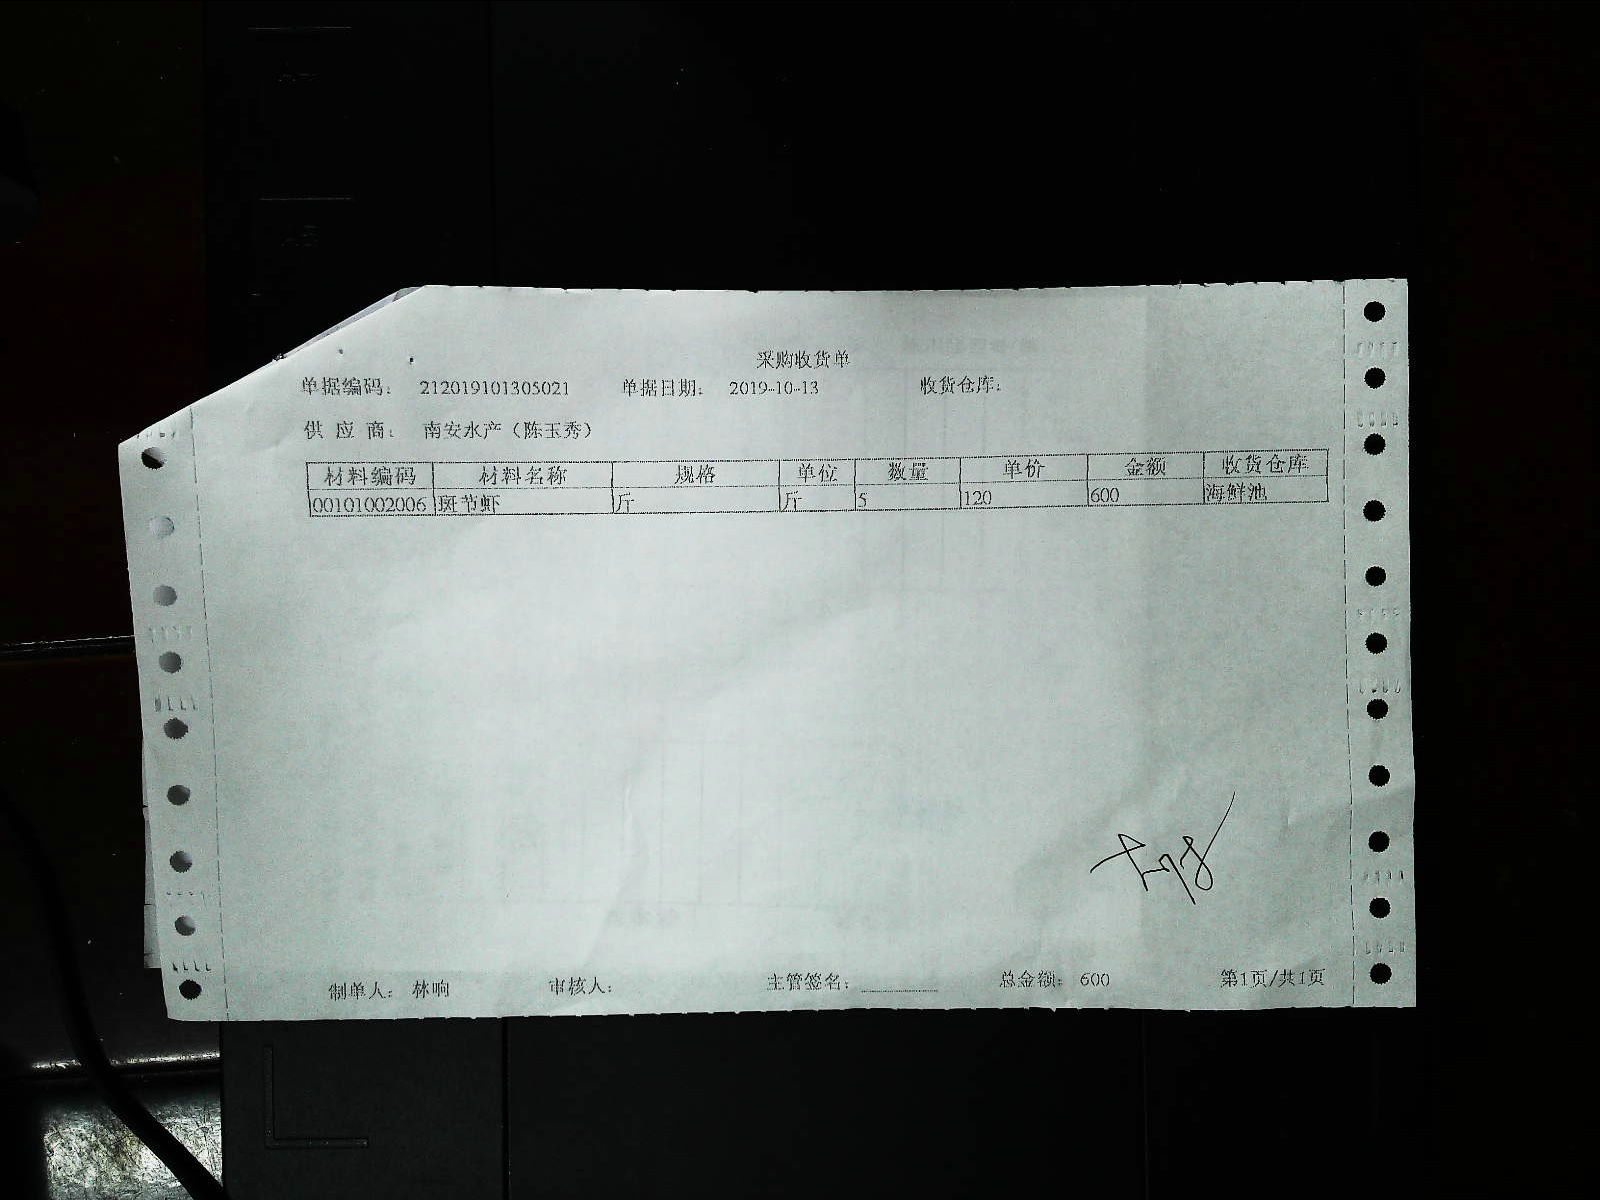 采购收货单
单据编码： 212019101305021 单据日期： 2019-10-13 收货仓库：
供 应 商： 南安水产（陈玉秀）
材料编码 材料名称 规格 单位 数量 单价 金额 收货仓库
00101002006 斑节虾 斤 斤 5 120 600 海鲜池
制单人： 林响 审核人： 主管签名： 总金额： 600 第1页/共1页